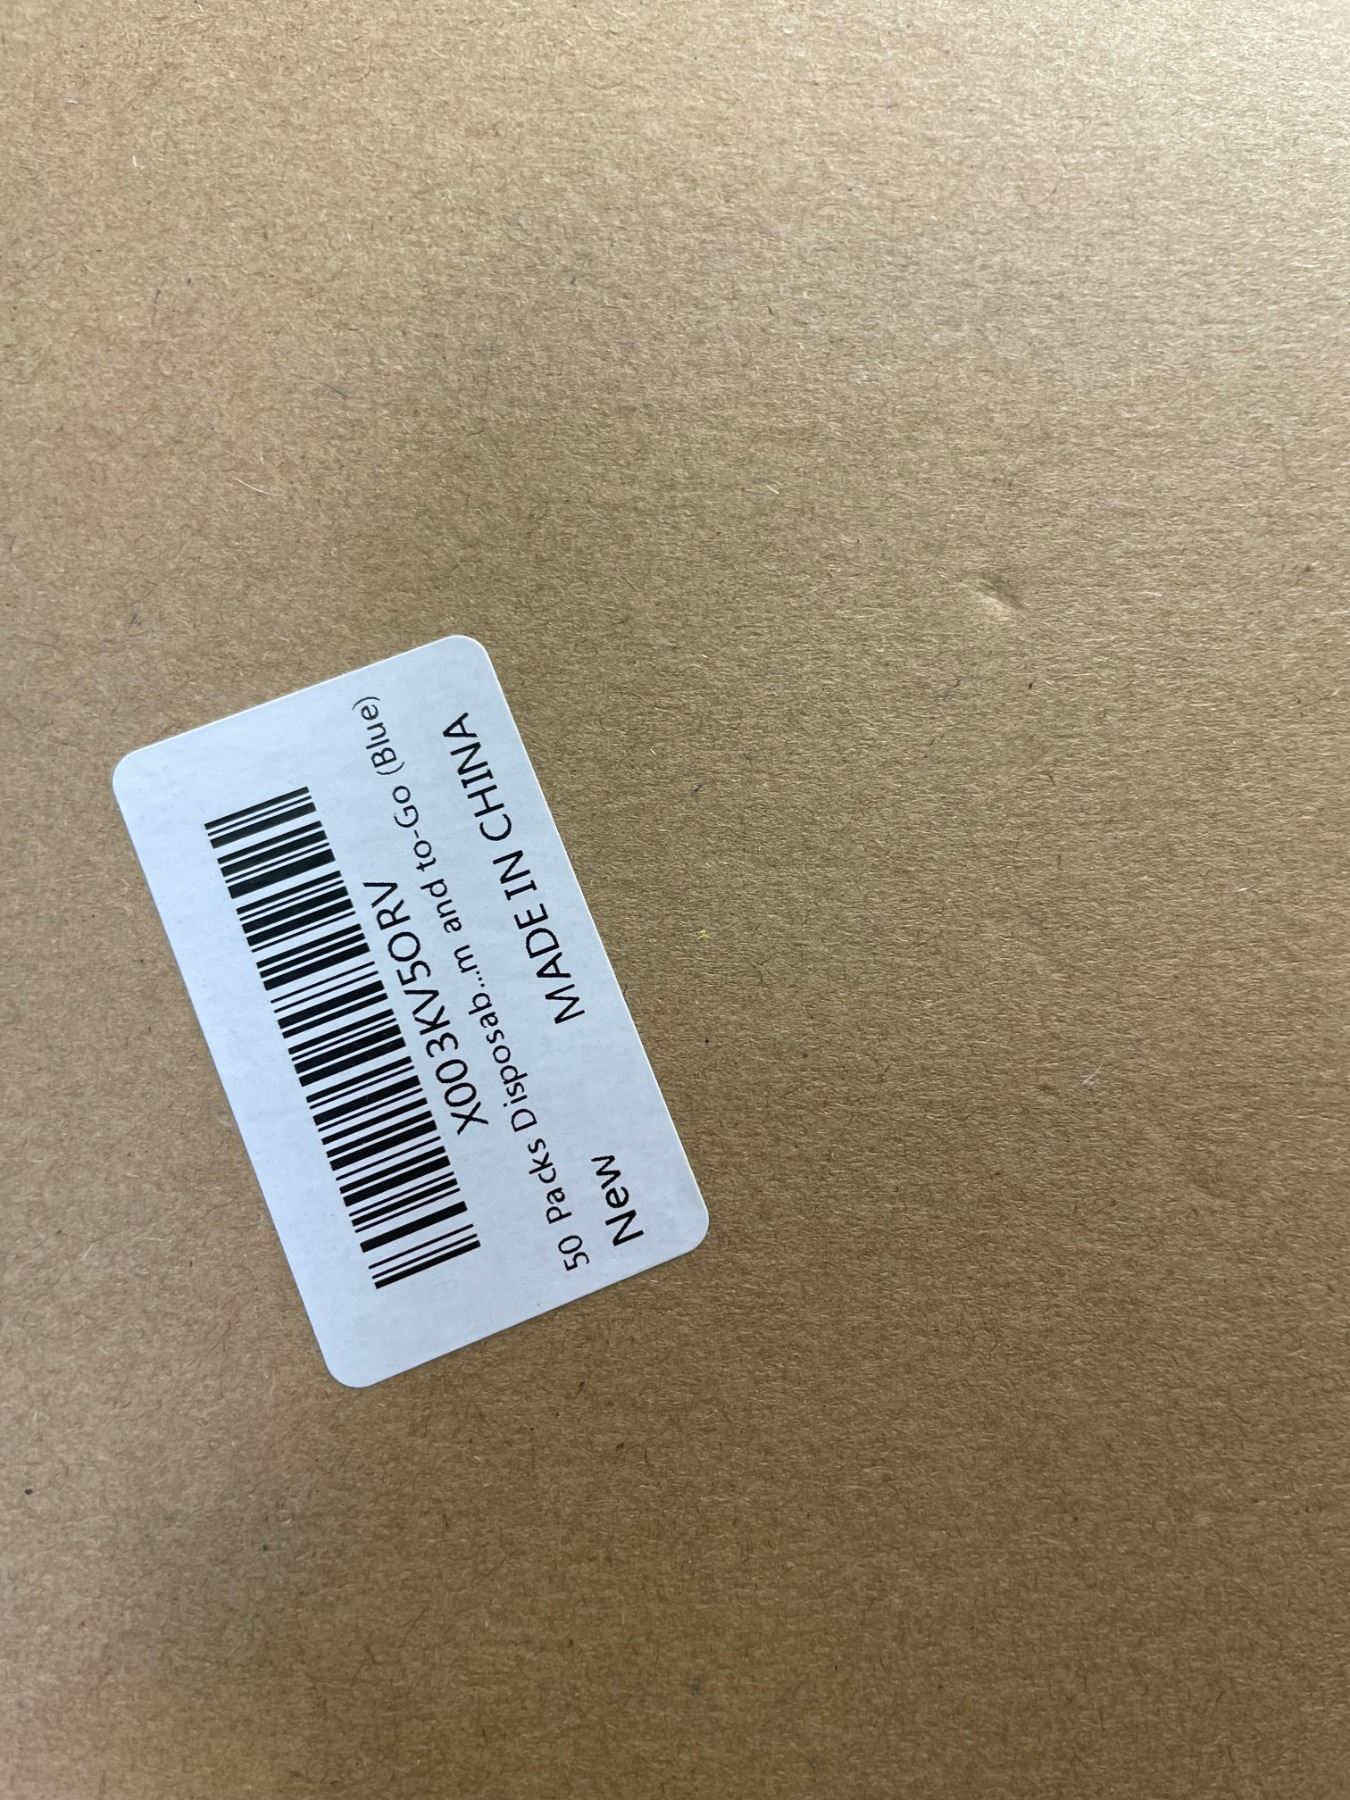 X003KV5ORV
50 Packs Disposab...m and to-Go (Blue)
New MADE IN CHINA